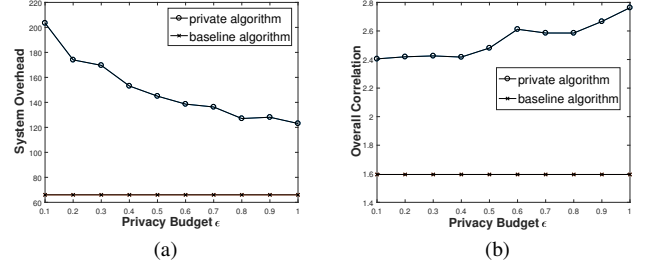 220
200
180
160
140
120
100
80
60
System Overhead
private algorithm
baseline algorithm
0.1 0.2 0.3 0.4 0.5 0.6 0.7 0.8 0.9 1
Privacy Budget ϵ
(a)
2.8
2.6
2.4
2.2
2
1.8
1.6
1.4
Overall Correlation
private algorithm
baseline algorithm
0.1 0.2 0.3 0.4 0.5 0.6 0.7 0.8 0.9 1
Privacy Budget ϵ
(b)